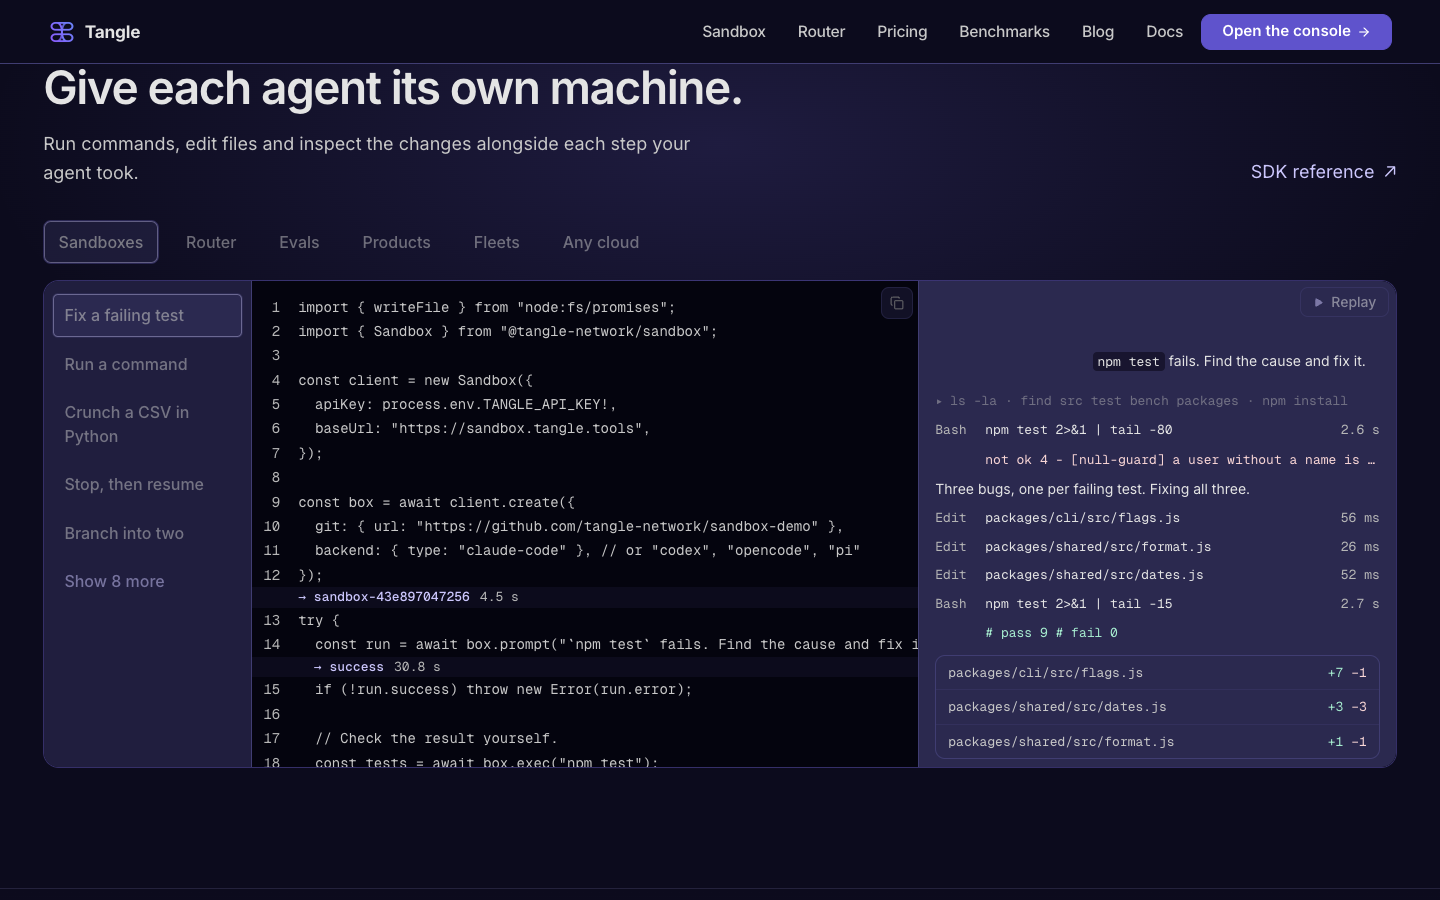 Tangle
Sandbox
Router
Pricing
Benchmarks
Blog
Docs
Open the console →
Give each agent its own machine.
Run commands, edit files and inspect the changes alongside each step your
agent took.
SDK reference ↗
Sandboxes
Router
Evals
Products
Fleets
Any cloud
Fix a failing test
Run a command
Crunch a CSV in
Python
Stop, then resume
Branch into two
Show 8 more
1 import { writeFile } from "node:fs/promises";
2 import { Sandbox } from "@tangle-network/sandbox";
3
4 const client = new Sandbox({
5 apiKey: process.env.TANGLE_API_KEY!,
6 baseUrl: "https://sandbox.tangle.tools",
7 });
8
9 const box = await client.create({
10 git: { url: "https://github.com/tangle-network/sandbox-demo" },
11 backend: { type: "claude-code" }, // or "codex", "opencode", "pi"
12 });
→ sandbox-43e897047256 4.5 s
13 try {
14 const run = await box.prompt("`npm test` fails. Find the cause and fix i
→ success 30.8 s
15 if (!run.success) throw new Error(run.error);
16
17 // Check the result yourself.
18 const tests = await box.exec("npm test");
Replay
npm test fails. Find the cause and fix it.
▸ ls -la · find src test bench packages · npm install
Bash npm test 2>&1 | tail -80 2.6 s
not ok 4 - [null-guard] a user without a name is …
Three bugs, one per failing test. Fixing all three.
Edit packages/cli/src/flags.js 56 ms
Edit packages/shared/src/format.js 26 ms
Edit packages/shared/src/dates.js 52 ms
Bash npm test 2>&1 | tail -15 2.7 s
# pass 9 # fail 0
packages/cli/src/flags.js +7 −1
packages/shared/src/dates.js +3 −3
packages/shared/src/format.js +1 −1